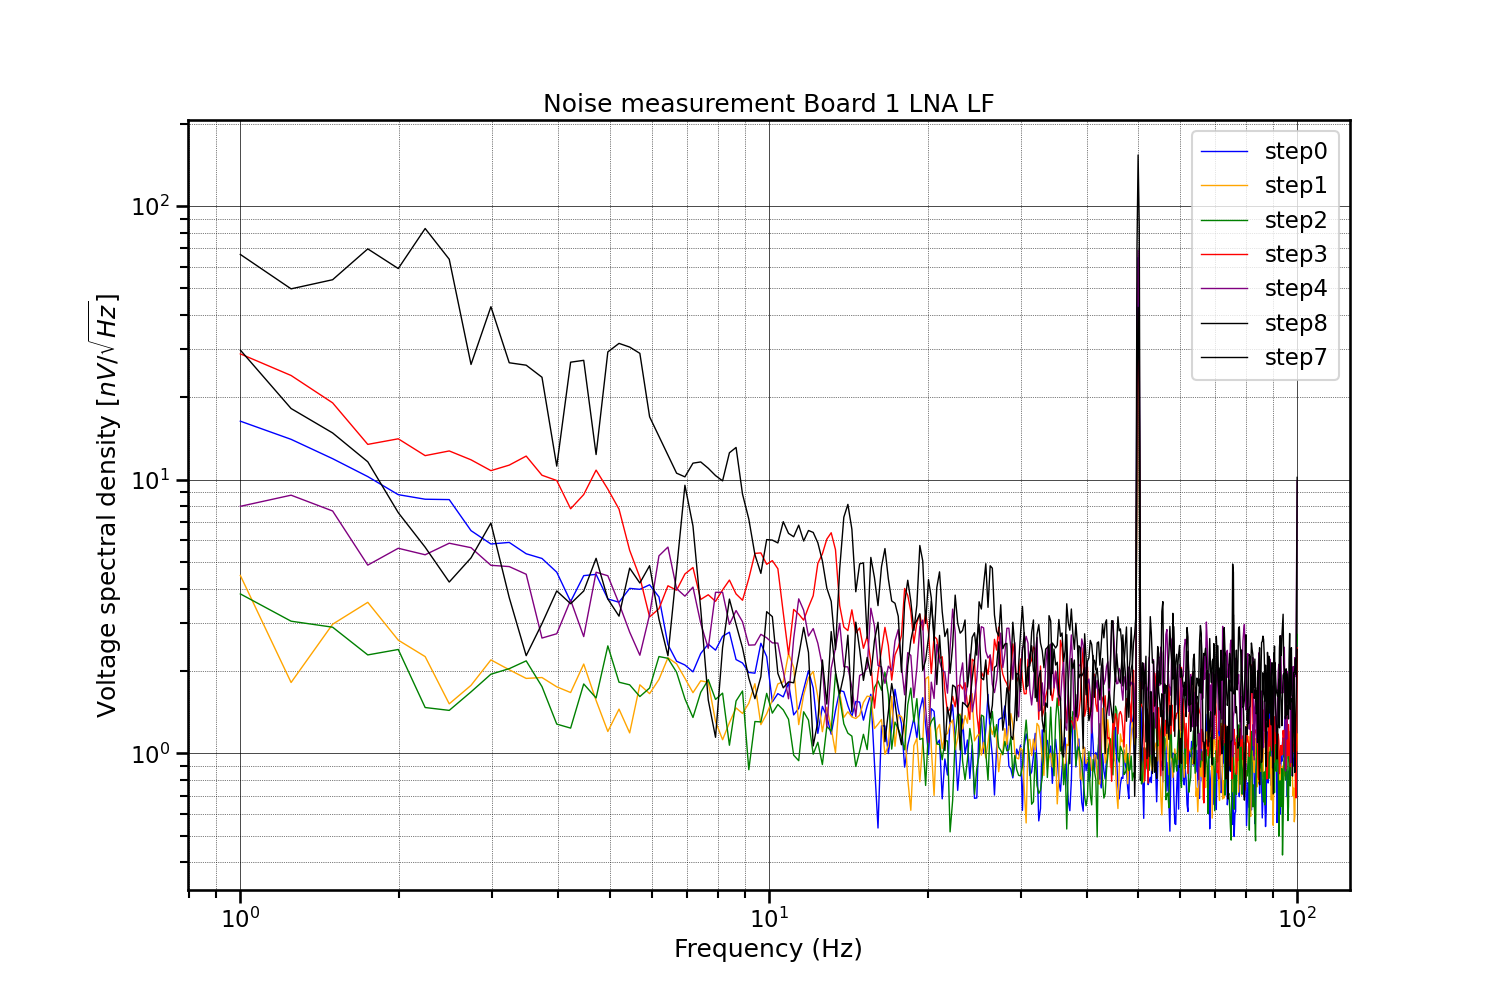 Noise measurement Board 1 LNA LF
Voltage spectral density [nV/√Hz]
10²
10¹
10⁰
step0
step1
step2
step3
step4
step8
step7
10⁰ 10¹ 10²
Frequency (Hz)